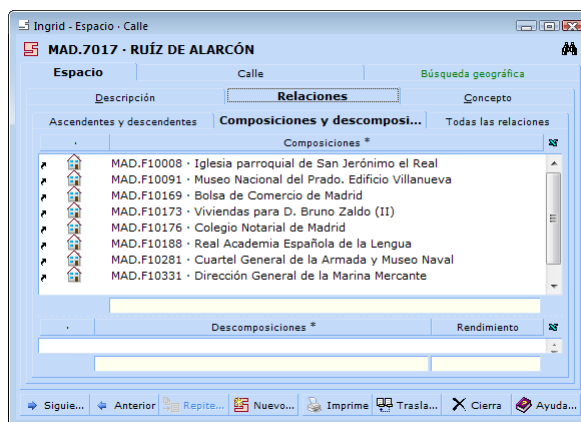 Ingrid - Espacio · Calle
MAD.7017 · RUÍZ DE ALARCÓN
Espacio Calle Búsqueda geográfica
Descripción Relaciones Concepto
Ascendentes y descendentes Composiciones y descomposi... Todas las relaciones
· Composiciones *
MAD.F10008 · Iglesia parroquial de San Jerónimo el Real
MAD.F10091 · Museo Nacional del Prado. Edificio Villanueva
MAD.F10169 · Bolsa de Comercio de Madrid
MAD.F10173 · Viviendas para D. Bruno Zaldo (II)
MAD.F10176 · Colegio Notarial de Madrid
MAD.F10188 · Real Academia Española de la Lengua
MAD.F10281 · Cuartel General de la Armada y Museo Naval
MAD.F10331 · Dirección General de la Marina Mercante
· Descomposiciones * Rendimiento
Siguie... Anterior Repite... Nuevo... Imprime Trasla... Cierra Ayuda...